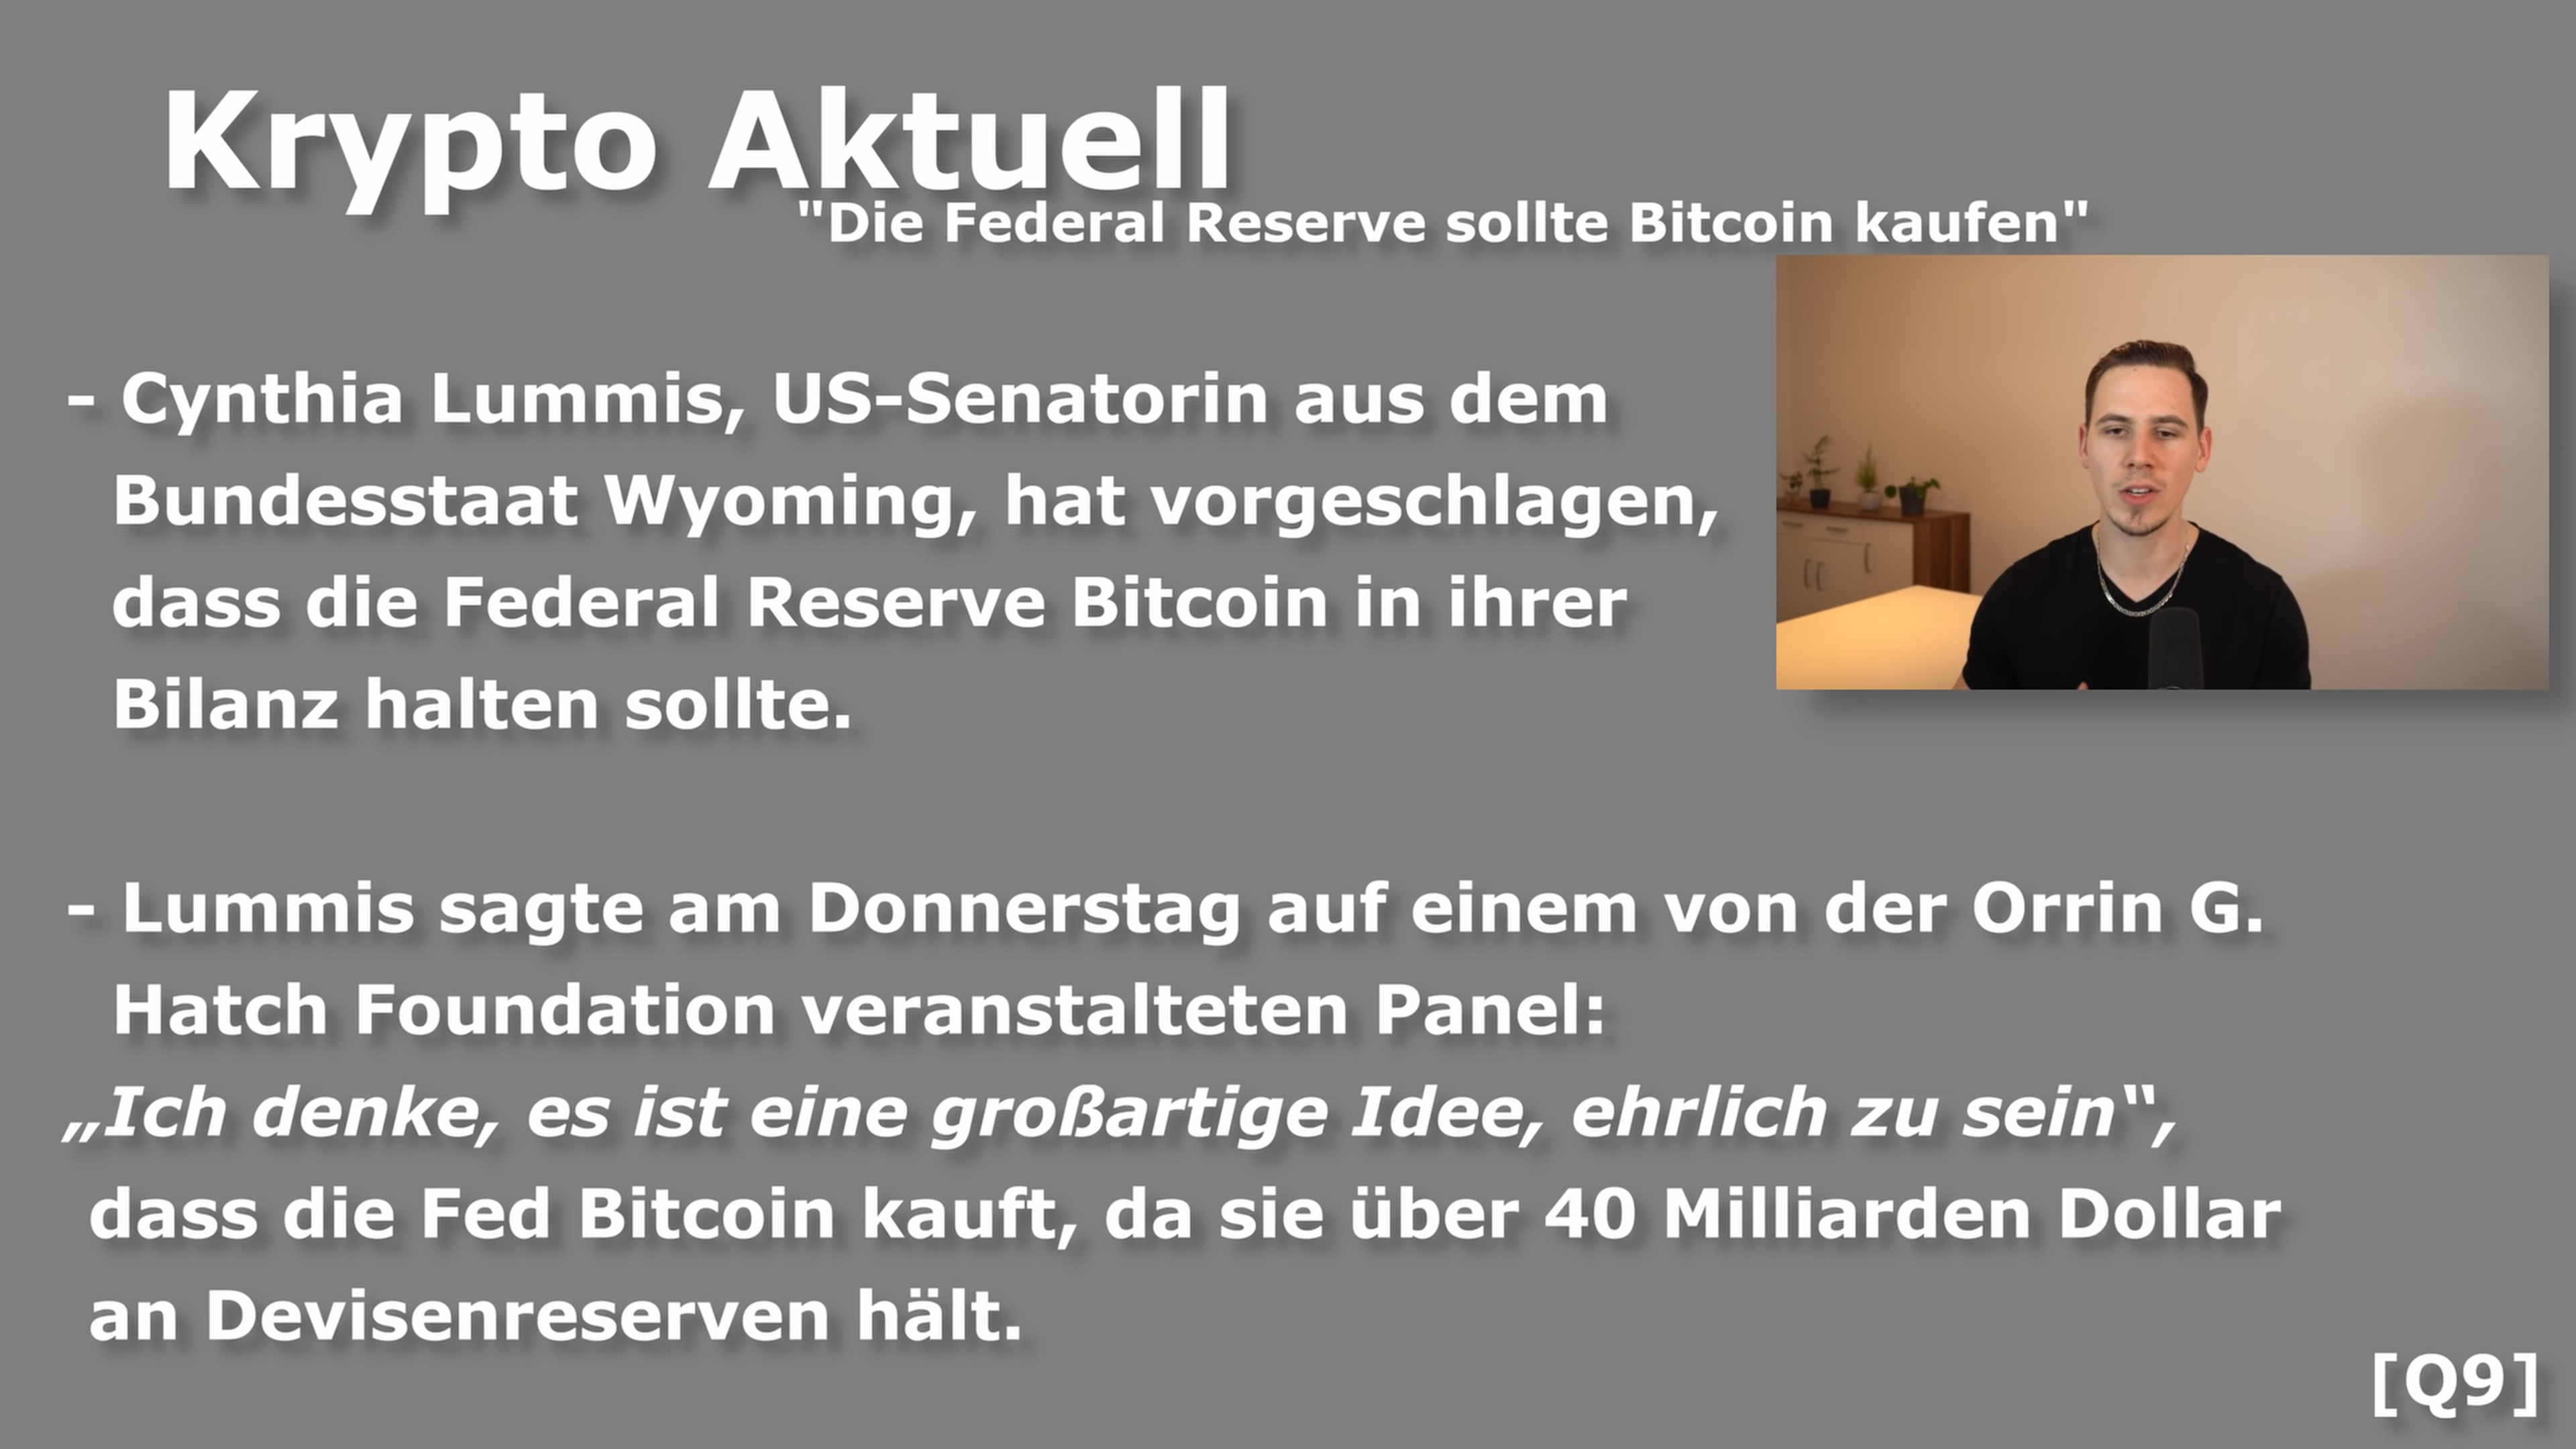 Krypto Aktuell
"Die Federal Reserve sollte Bitcoin kaufen"
- Cynthia Lummis, US-Senatorin aus dem
Bundesstaat Wyoming, hat vorgeschlagen,
dass die Federal Reserve Bitcoin in ihrer
Bilanz halten sollte.
- Lummis sagte am Donnerstag auf einem von der Orrin G.
Hatch Foundation veranstalteten Panel:
„Ich denke, es ist eine großartige Idee, ehrlich zu sein“,
dass die Fed Bitcoin kauft, da sie über 40 Milliarden Dollar
an Devisenreserven hält.
[Q9]